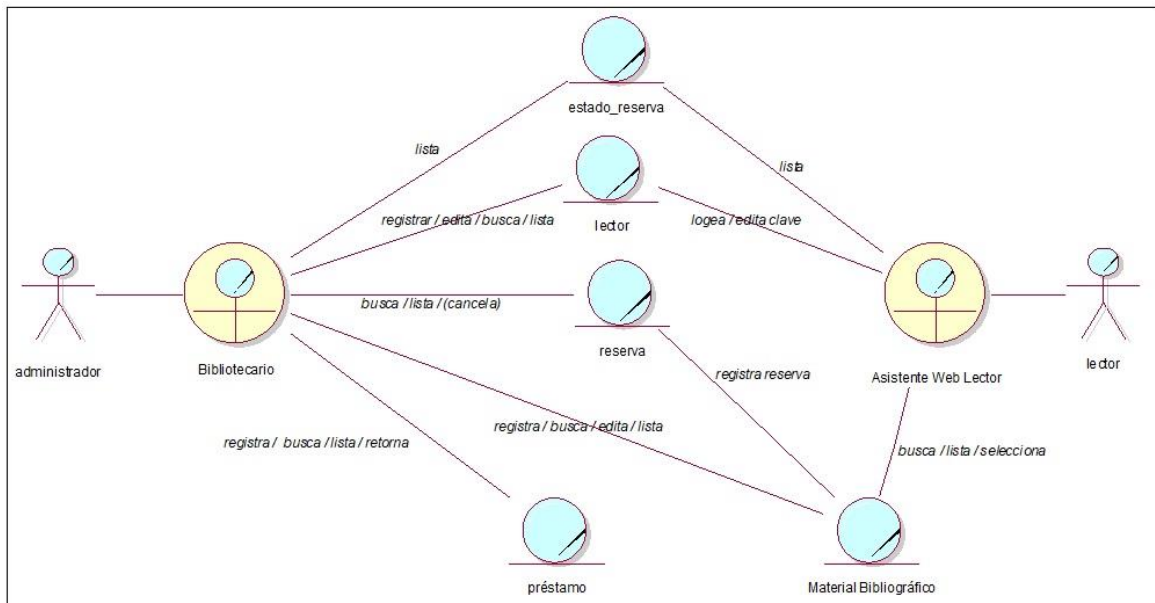 estado_reserva
lista
lista
registrar / edita / busca / lista
lector
logea / edita clave
busca / lista / (cancela)
reserva
administrador
Bibliotecario
Asistente Web Lector
lector
registra reserva
registra / busca / lista / retorna
registra / busca / edita / lista
busca / lista / selecciona
préstamo
Material Bibliográfico